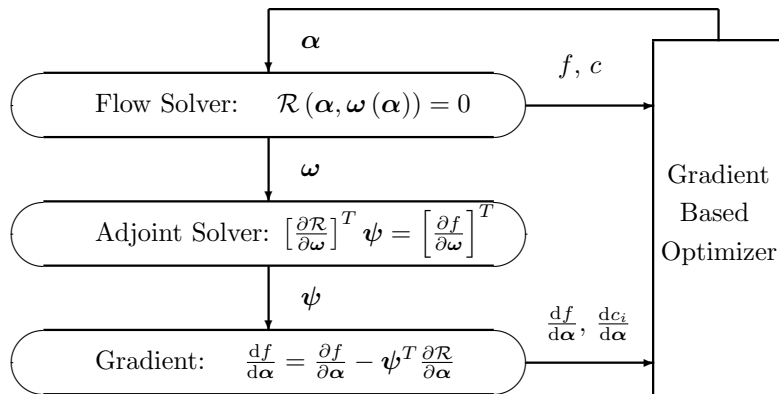 𝜶
f, c
Flow Solver: ℛ(𝜶, 𝝎(𝜶)) = 0
𝝎
Adjoint Solver: [∂ℛ/∂𝝎]^T 𝝍 = [∂f/∂𝝎]^T
𝝍
Gradient: df/d𝜶 = ∂f/∂𝜶 − 𝝍^T ∂ℛ/∂𝜶
df/d𝜶, dc_i/d𝜶
Gradient
Based
Optimizer